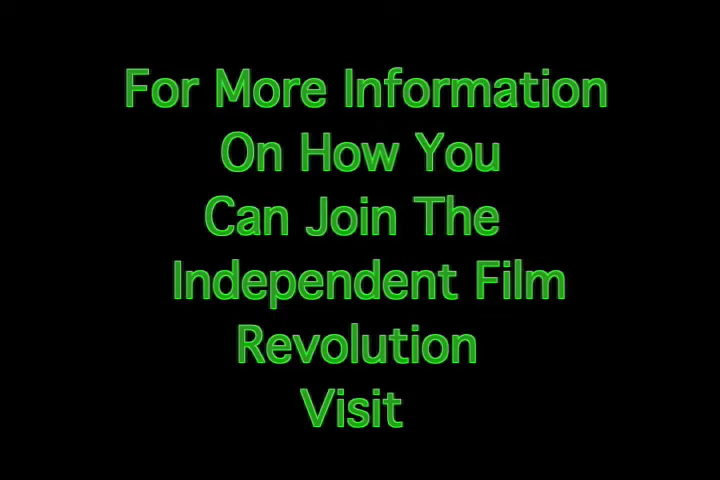 For More Information
On How You
Can Join The
Independent Film
Revolution
Visit